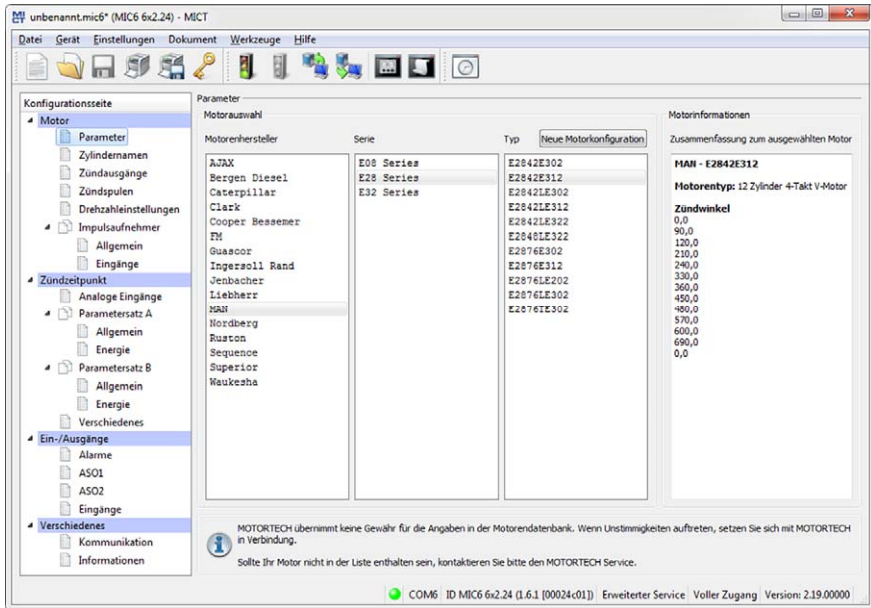 unbenannt.mic6* (MIC6 6x2.24) - MICT
Datei Gerät Einstellungen Dokument Werkzeuge Hilfe
Konfigurationsseite
Motor
Parameter
Zylindernamen
Zündausgänge
Zündspulen
Drehzahleinstellungen
Impulsaufnehmer
Allgemein
Eingänge
Zündzeitpunkt
Analoge Eingänge
Parametersatz A
Allgemein
Energie
Parametersatz B
Allgemein
Energie
Verschiedenes
Ein-/Ausgänge
Alarme
ASO1
ASO2
Eingänge
Verschiedenes
Kommunikation
Informationen
Parameter
Motorauswahl
Motorenhersteller
AJAX
Bergen Diesel
Caterpillar
Clark
Cooper Bessemer
FM
Guascor
Ingersoll Rand
Jenbacher
Liebherr
MAN
Nordberg
Ruston
Sequence
Superior
Waukesha
Serie
E08 Series
E28 Series
E32 Series
Typ Neue Motorkonfiguration
E2842E302
E2842E312
E2842LE302
E2842LE312
E2842LE322
E2848LE322
E2876E302
E2876E312
E2876LE202
E2876LE302
E2876TE302
Motorinformationen
Zusammenfassung zum ausgewählten Motor
MAN - E2842E312
Motorentyp: 12 Zylinder 4-Takt V-Motor
Zündwinkel
0,0
90,0
120,0
210,0
240,0
330,0
360,0
450,0
480,0
570,0
600,0
690,0
0,0
MOTORTECH übernimmt keine Gewähr für die Angaben in der Motorendatenbank. Wenn Unstimmigkeiten auftreten, setzen Sie sich mit MOTORTECH
in Verbindung.
Sollte Ihr Motor nicht in der Liste enthalten sein, kontaktieren Sie bitte den MOTORTECH Service.
COM6 ID MIC6 6x2.24 (1.6.1 [00024c01]) Erweiterter Service Voller Zugang Version: 2.19.00000